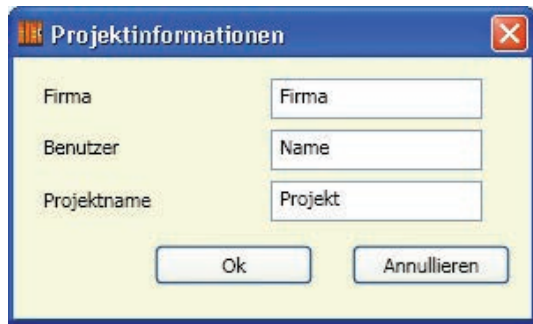 Projektinformationen
Firma Firma
Benutzer Name
Projektname Projekt
Ok Annullieren